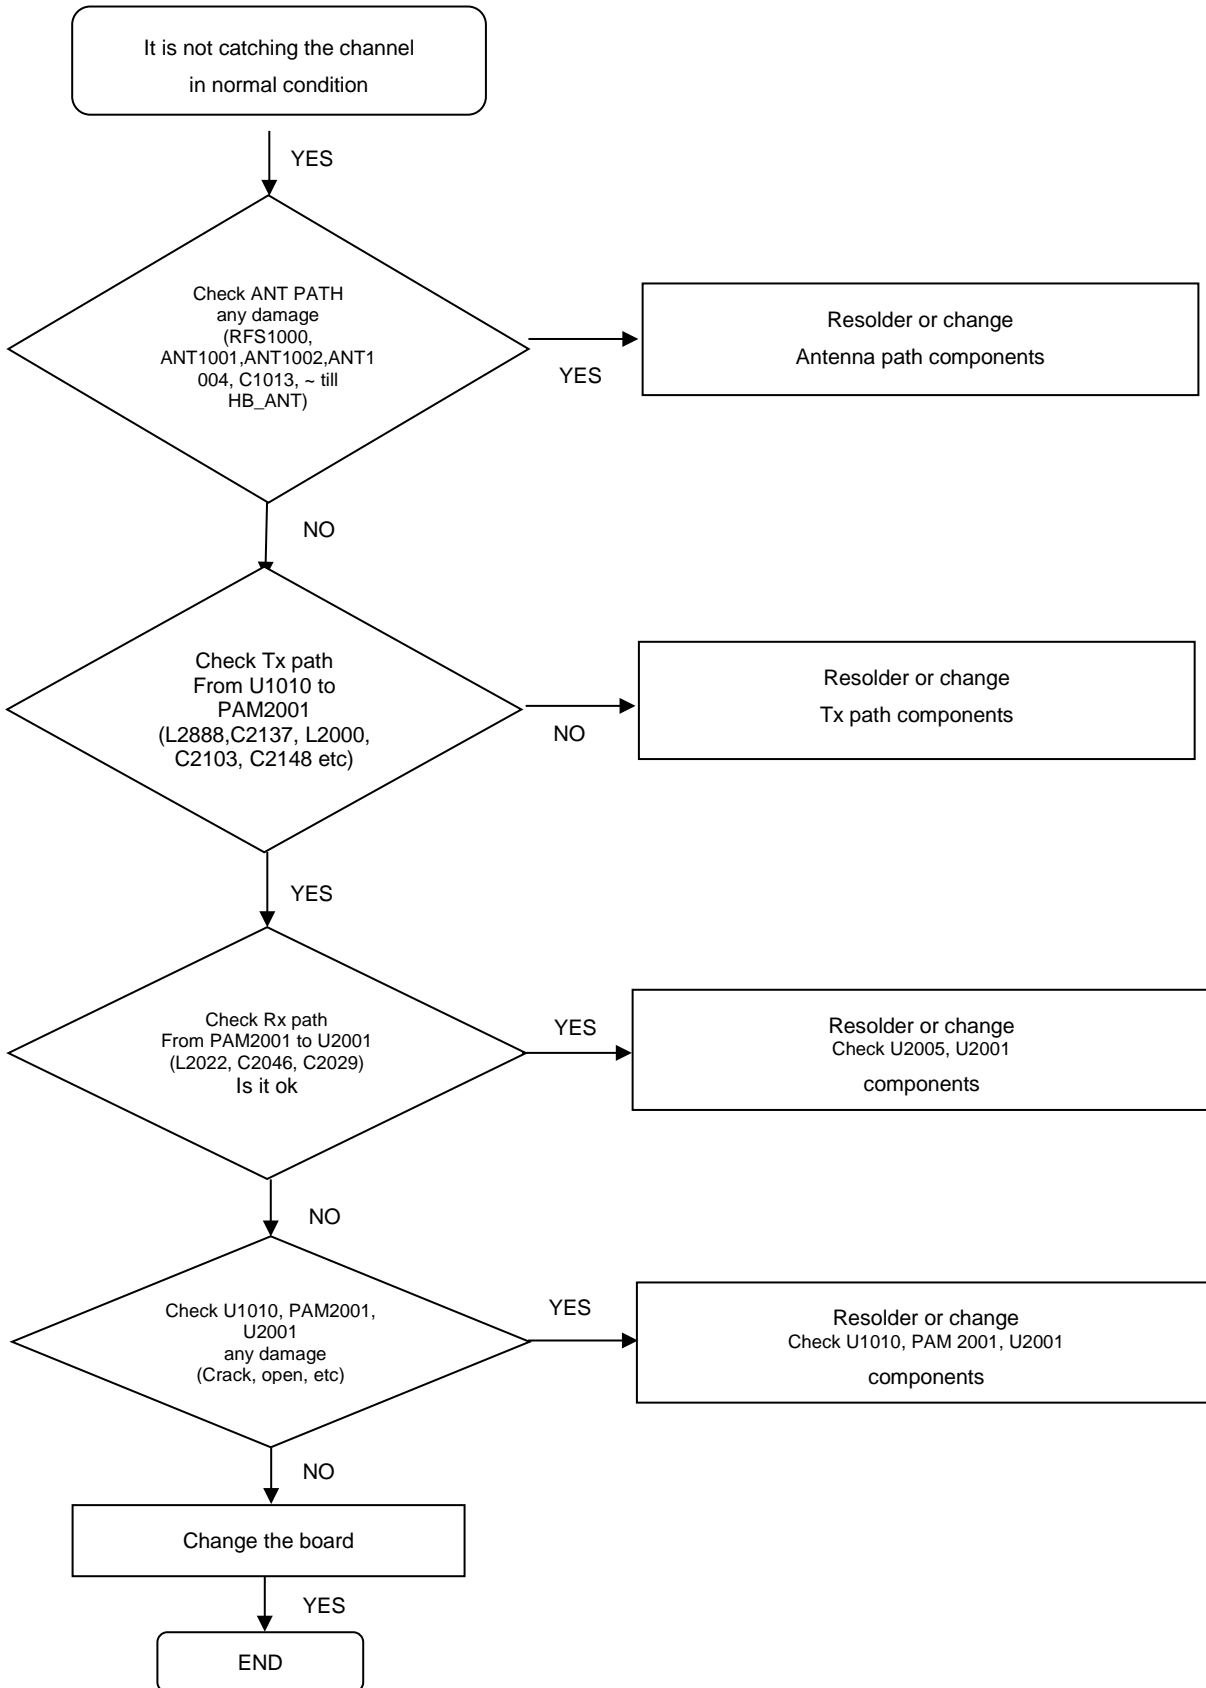 It is not catching the channel
in normal condition
YES
Check ANT PATH
any damage
(RFS1000,
ANT1001,ANT1002,ANT1
004, C1013, ~ till
HB_ANT)
YES
Resolder or change
Antenna path components
NO
Check Tx path
From U1010 to
PAM2001
(L2888,C2137, L2000,
C2103, C2148 etc)
NO
Resolder or change
Tx path components
YES
Check Rx path
From PAM2001 to U2001
(L2022, C2046, C2029)
Is it ok
YES
Resolder or change
Check U2005, U2001
components
NO
Check U1010, PAM2001,
U2001
any damage
(Crack, open, etc)
YES
Resolder or change
Check U1010, PAM 2001, U2001
components
NO
Change the board
YES
END